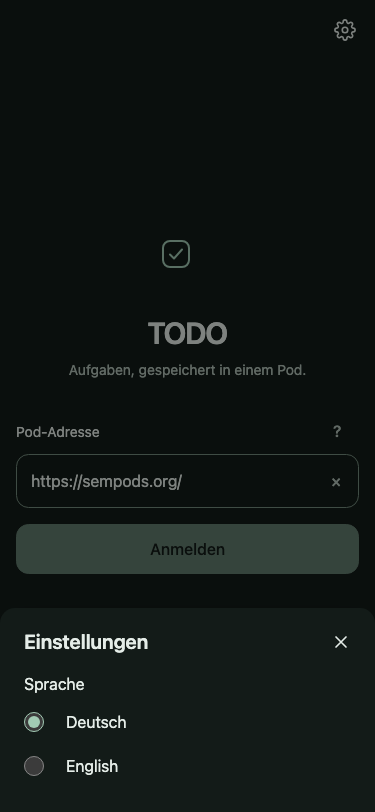 TODO
Aufgaben, gespeichert in einem Pod.
Pod-Adresse ?
https://sempods.org/ ×
Anmelden
Einstellungen
Sprache
Deutsch
English